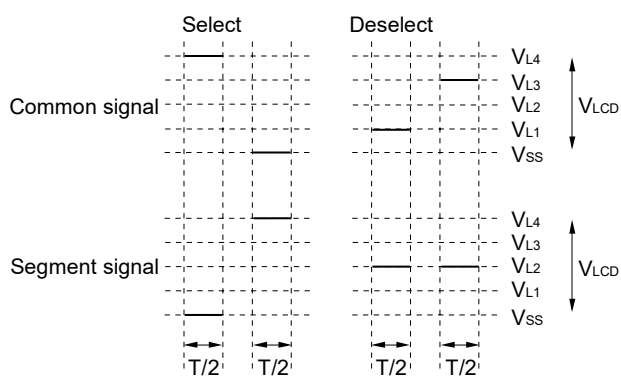 Select Deselect
VL4
VL3
Common signal VL2 VLCD
VL1
VSS
VL4
VL3
Segment signal VL2 VLCD
VL1
VSS
T/2 T/2 T/2 T/2